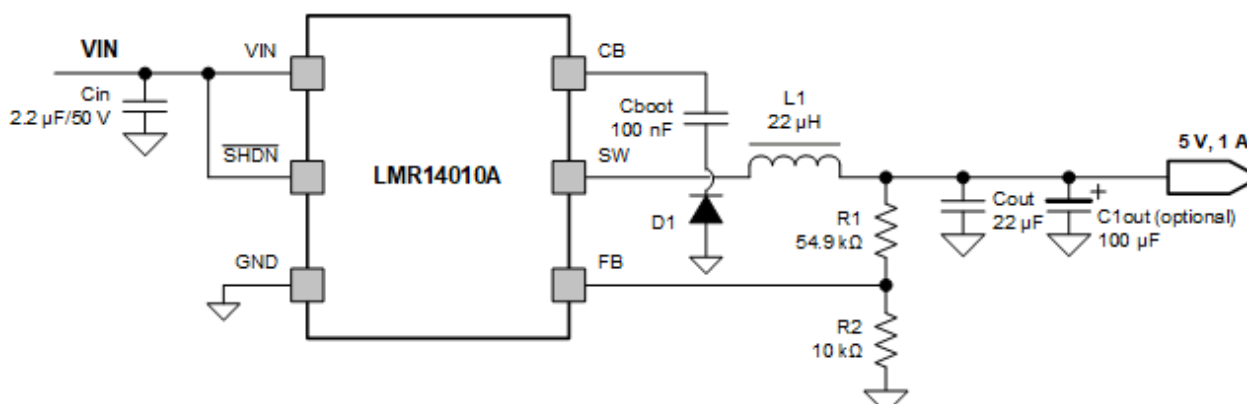 VIN
Cin
2.2 µF/50 V
VIN
SHDN
GND
LMR14010A
CB
SW
FB
Cboot
100 nF
D1
L1
22 µH
R1
54.9 kΩ
R2
10 kΩ
Cout
22 µF
+
C1out (optional)
100 µF
5 V, 1 A